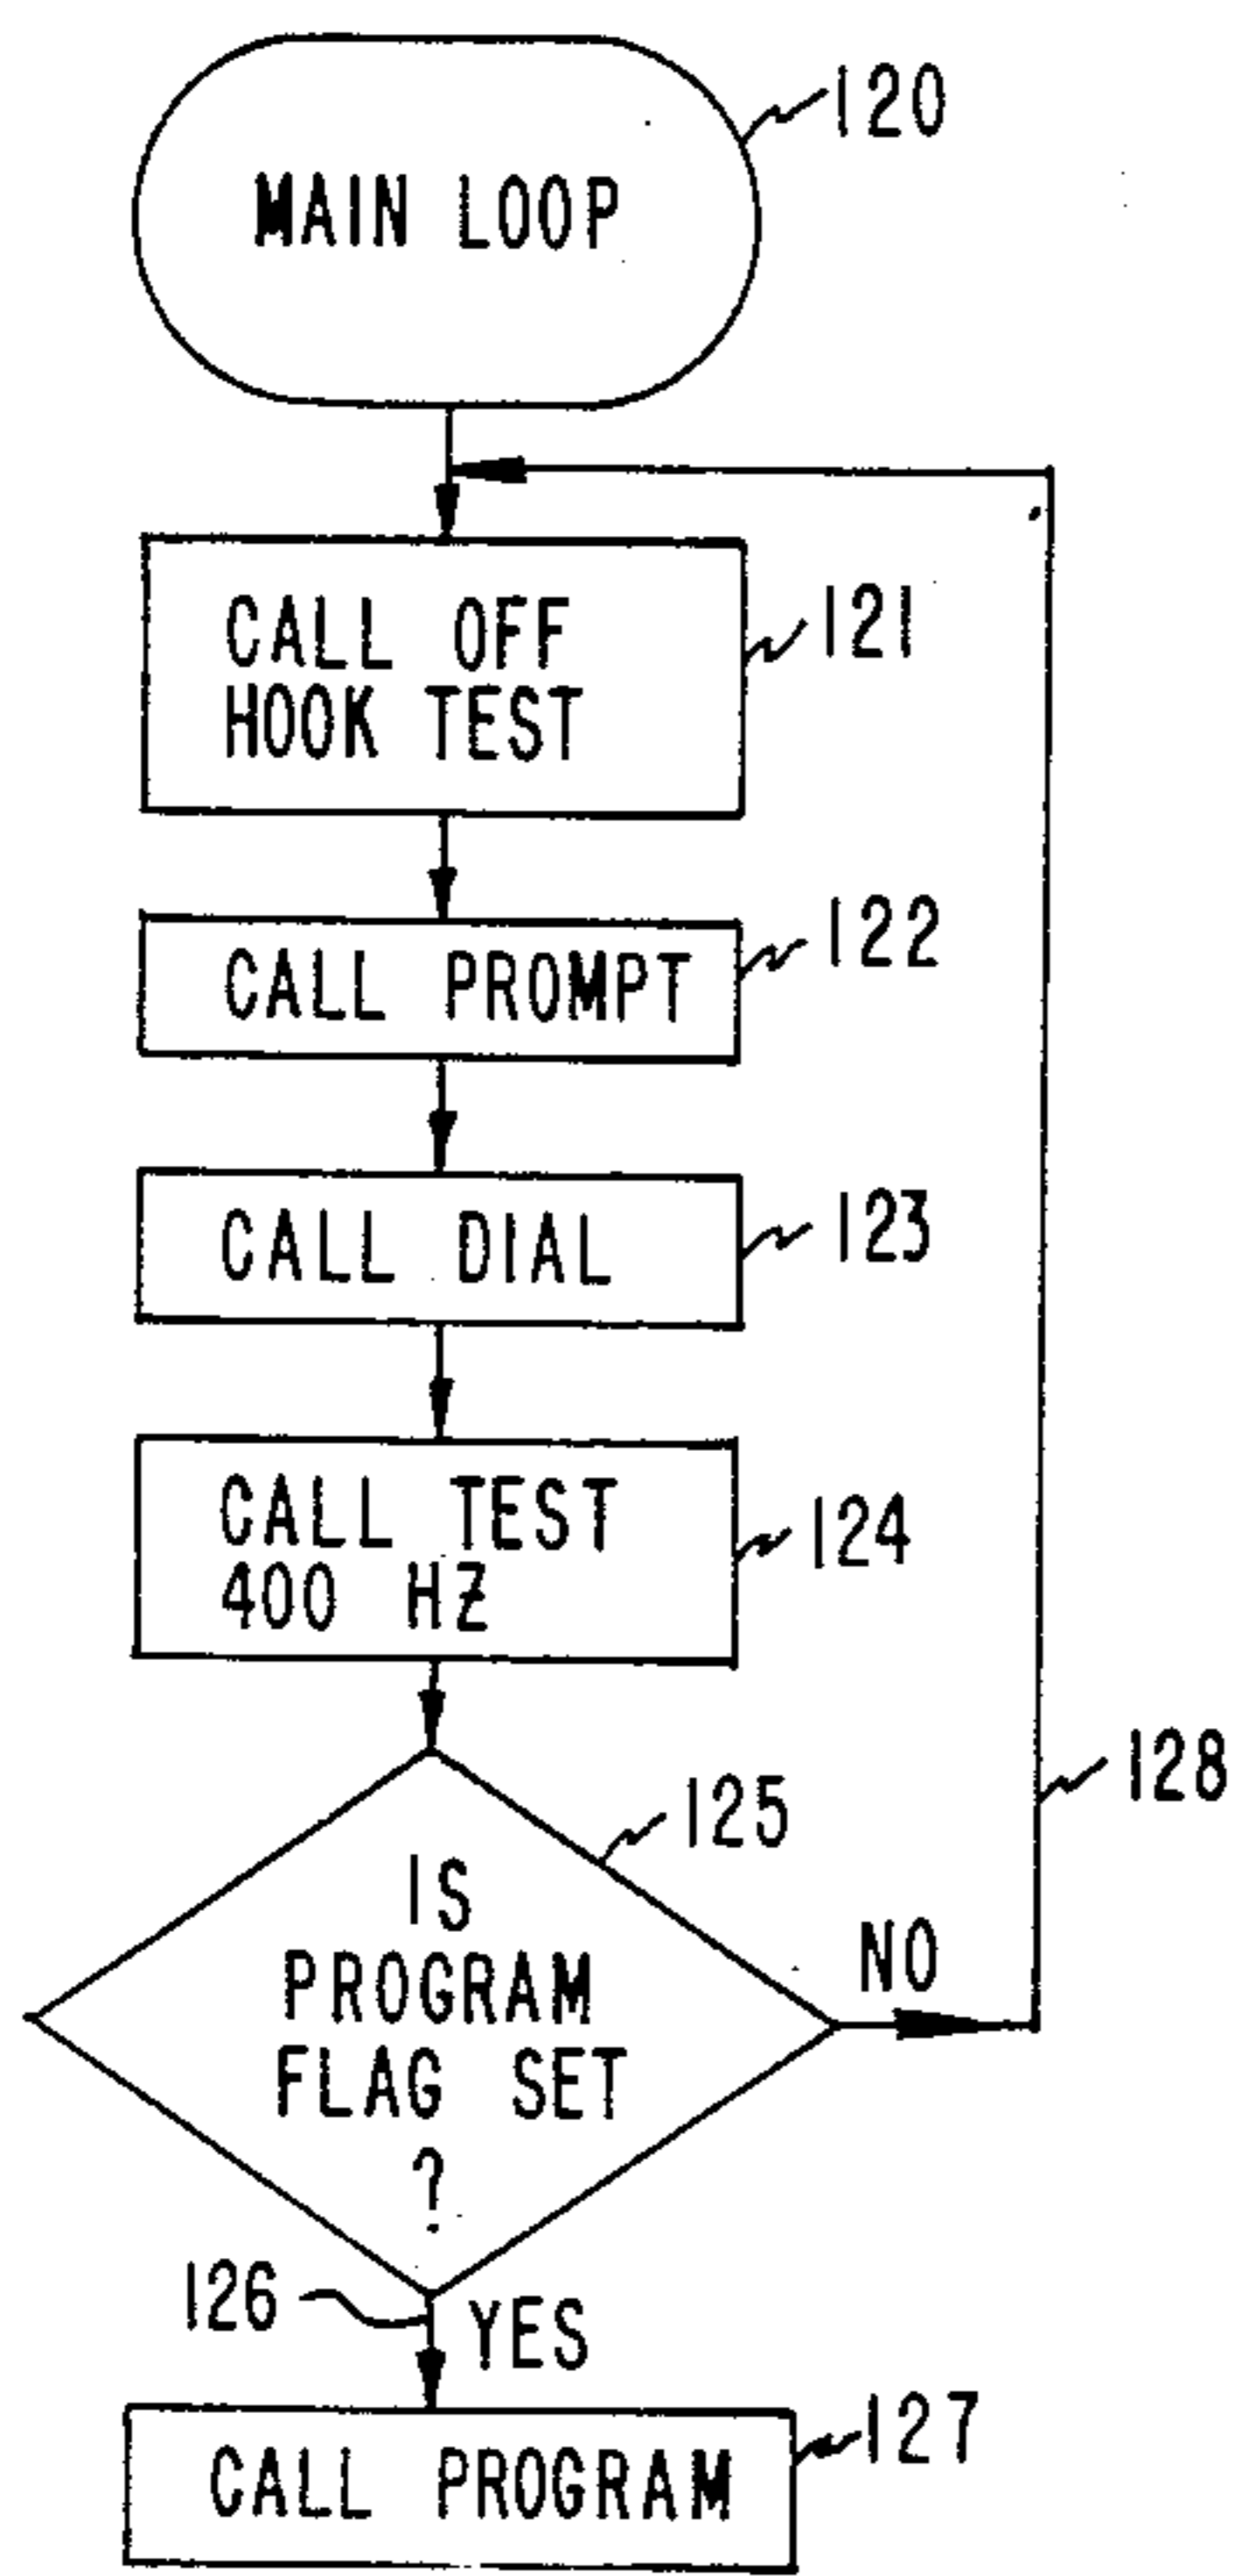 120
MAIN LOOP
CALL OFF
HOOK TEST
121
CALL PROMPT
122
CALL DIAL
123
CALL TEST
400 HZ
124
128
125
IS
PROGRAM
FLAG SET
?
NO
126
YES
CALL PROGRAM
127